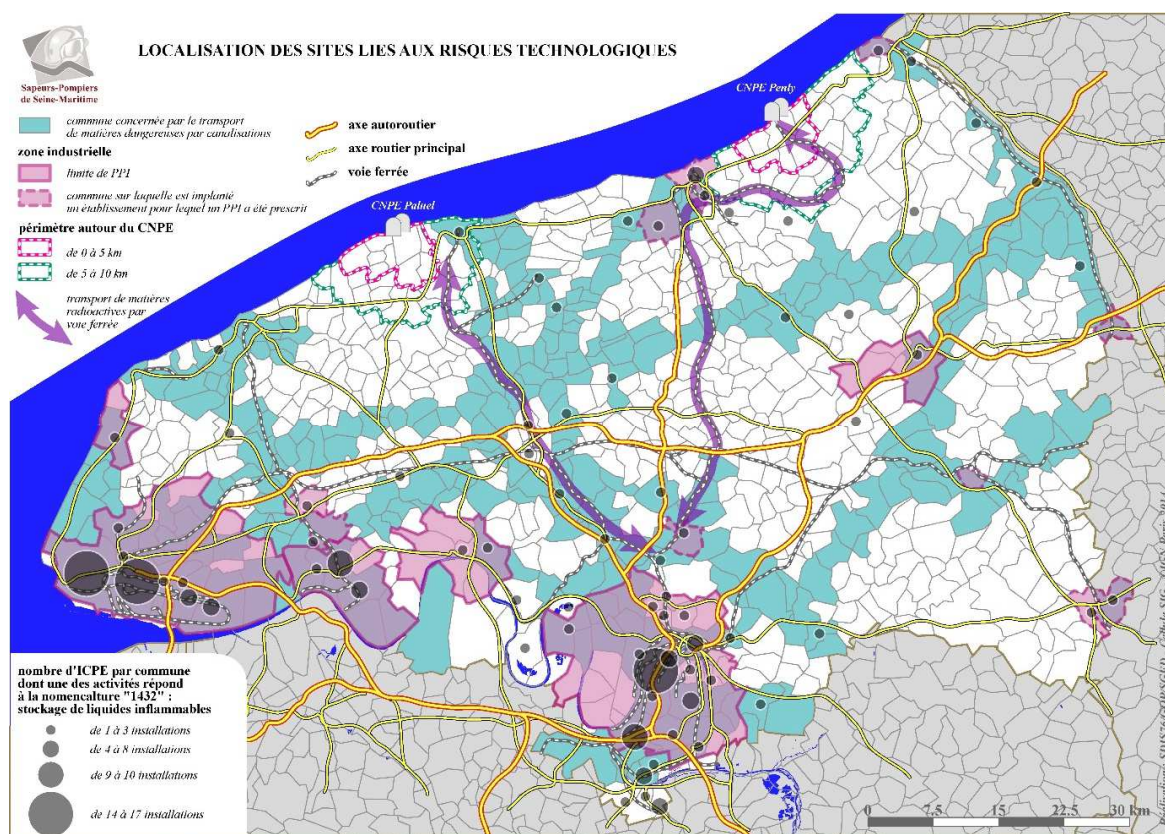 LOCALISATION DES SITES LIES AUX RISQUES TECHNOLOGIQUES
Sapeurs-Pompiers
de Seine-Maritime
commune concernée par le transport
de matières dangereuses par canalisations
zone industrielle
limite de PPI
commune sur laquelle est implanté
un établissement pour lequel un PPI a été prescrit
périmètre autour du CNPE
de 0 à 5 km
de 5 à 10 km
transport de matières
radioactives par
voie ferrée
axe autoroutier
axe routier principal
voie ferrée
CNPE Penly
CNPE Paluel
nombre d'ICPE par commune
dont une des activités répond
à la nomencalture "1432" :
stockage de liquides inflammables
de 1 à 3 installations
de 4 à 8 installations
de 9 à 10 installations
de 14 à 17 installations
0 7.5 15 22.5 30 km